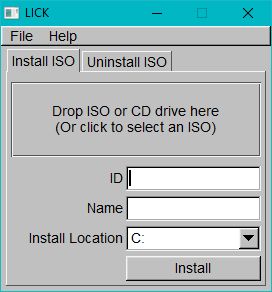 LICK
File Help
Install ISO Uninstall ISO
Drop ISO or CD drive here
(Or click to select an ISO)
ID
Name
Install Location C:
Install